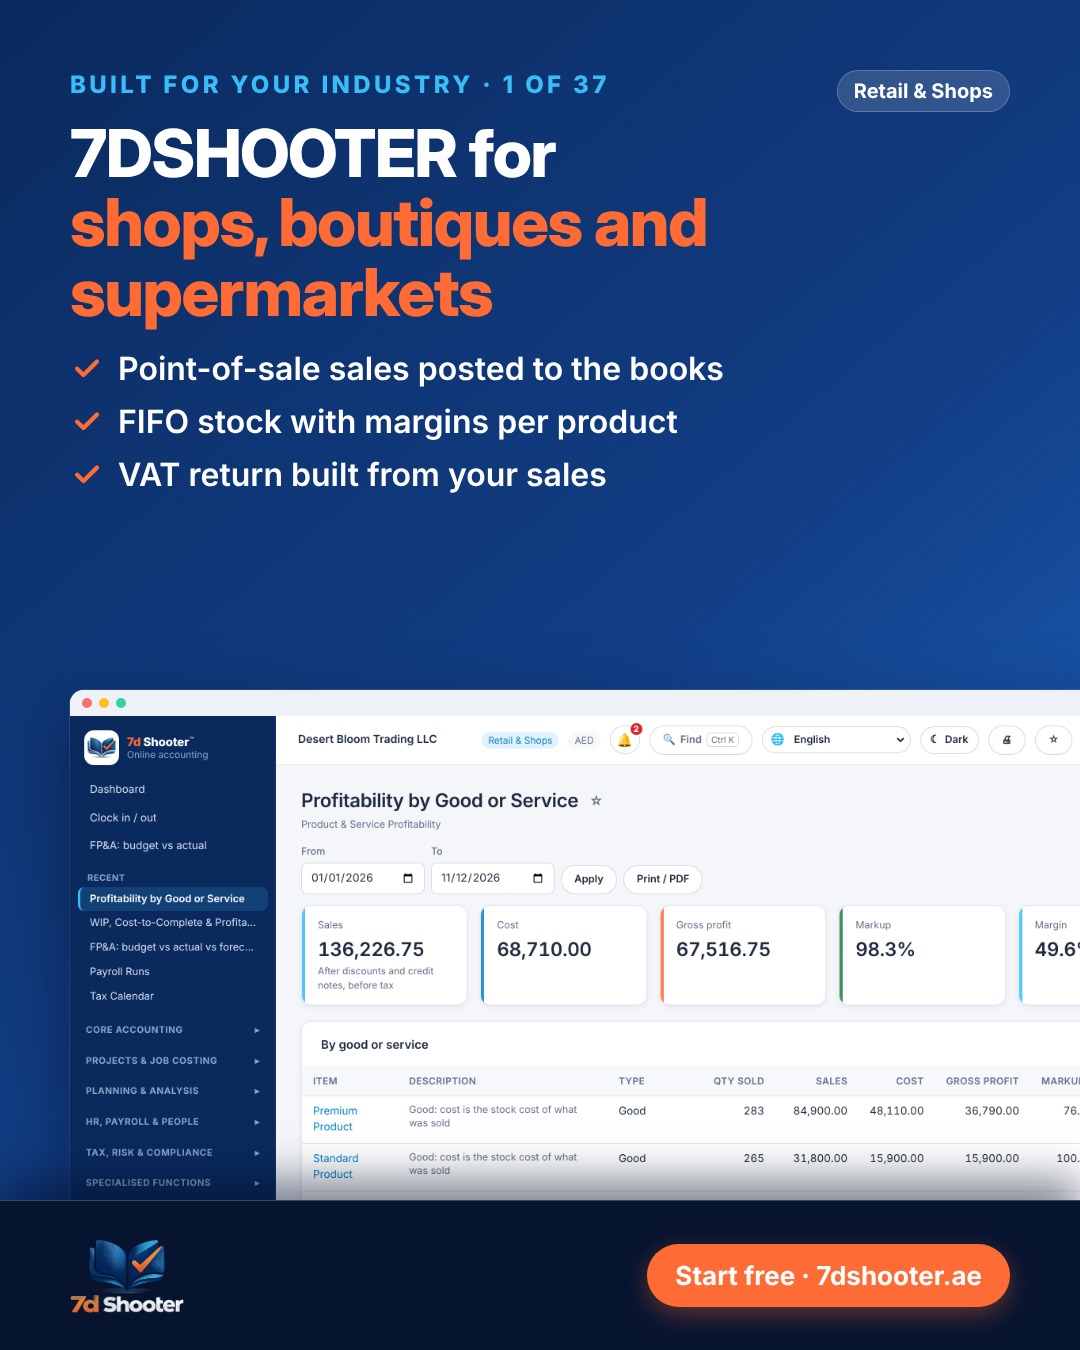 BUILT FOR YOUR INDUSTRY · 1 OF 37
Retail & Shops
7DSHOOTER for
shops, boutiques and
supermarkets
Point-of-sale sales posted to the books
FIFO stock with margins per product
VAT return built from your sales
7d Shooter™
Online accounting
Dashboard
Clock in / out
FP&A: budget vs actual
RECENT
Profitability by Good or Service
WIP, Cost-to-Complete & Profita...
FP&A: budget vs actual vs forec...
Payroll Runs
Tax Calendar
CORE ACCOUNTING
PROJECTS & JOB COSTING
PLANNING & ANALYSIS
HR, PAYROLL & PEOPLE
TAX, RISK & COMPLIANCE
SPECIALISED FUNCTIONS
Desert Bloom Trading LLC Retail & Shops AED 2 Find Ctrl K English Dark
Profitability by Good or Service
Product & Service Profitability
From To
01/01/2026 11/12/2026 Apply Print / PDF
Sales Cost Gross profit Markup Margin
136,226.75 68,710.00 67,516.75 98.3% 49.6
After discounts and credit
notes, before tax
By good or service
ITEM DESCRIPTION TYPE QTY SOLD SALES COST GROSS PROFIT MARKU
Premium Good: cost is the stock cost of what Good 283 84,900.00 48,110.00 36,790.00 76.
Product was sold
Standard Good: cost is the stock cost of what Good 265 31,800.00 15,900.00 15,900.00 100.
Product was sold
7d Shooter
Start free · 7dshooter.ae